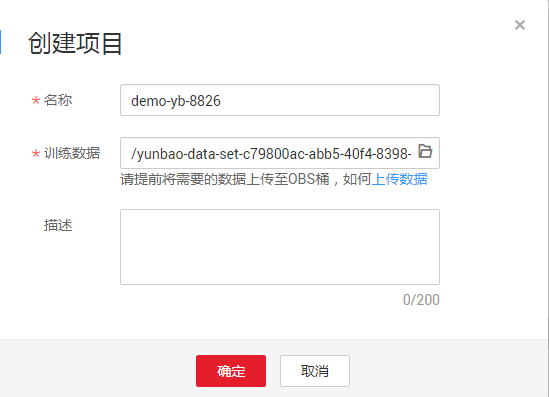 创建项目
* 名称
demo-yb-8826
* 训练数据
/yunbao-data-set-c79800ac-abb5-40f4-8398-
请提前将需要的数据上传至OBS桶，如何上传数据
描述
0/200
确定
取消